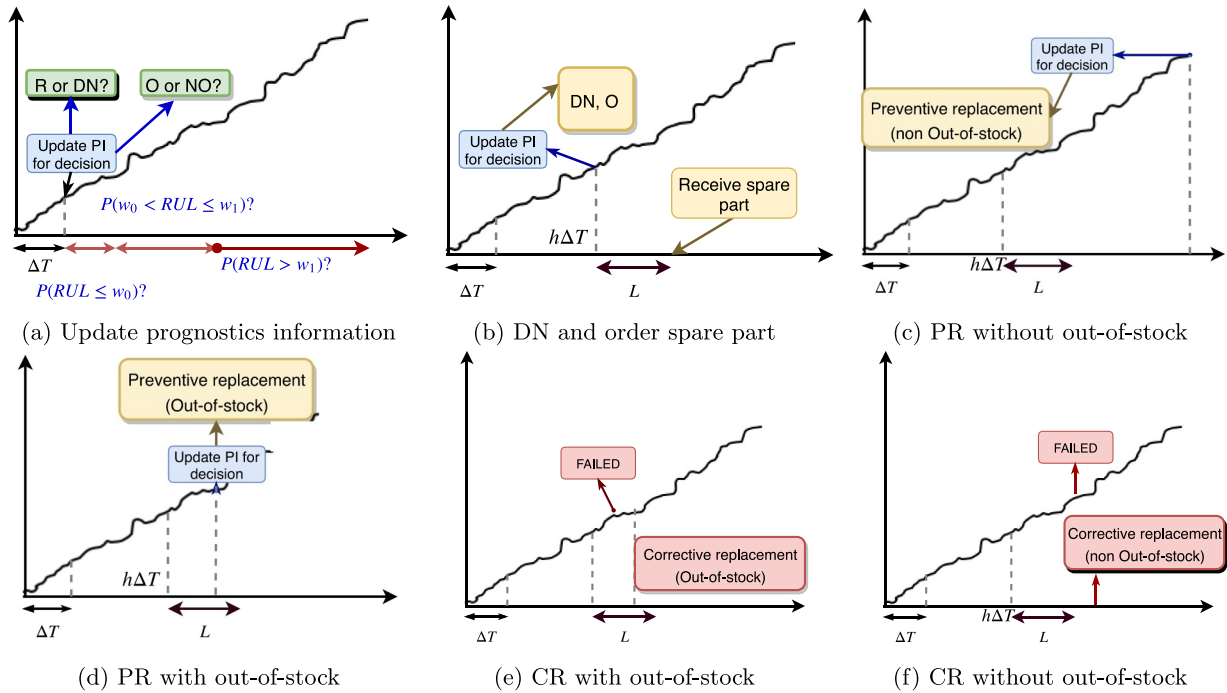 R or DN?
O or NO?
Update PI
for decision
P(w₀ < RUL ≤ w₁)?
ΔT
P(RUL > w₁)?
P(RUL ≤ w₀)?
(a) Update prognostics information
DN, O
Update PI
for decision
Receive spare
part
hΔT
ΔT
L
(b) DN and order spare part
Update PI
for decision
Preventive replacement
(non Out-of-stock)
hΔT
ΔT
L
(c) PR without out-of-stock
Preventive replacement
(Out-of-stock)
Update PI for
decision
hΔT
ΔT
L
(d) PR with out-of-stock
FAILED
Corrective replacement
(Out-of-stock)
ΔT
L
(e) CR with out-of-stock
FAILED
Corrective replacement
(non Out-of-stock)
hΔT
ΔT
L
(f) CR without out-of-stock